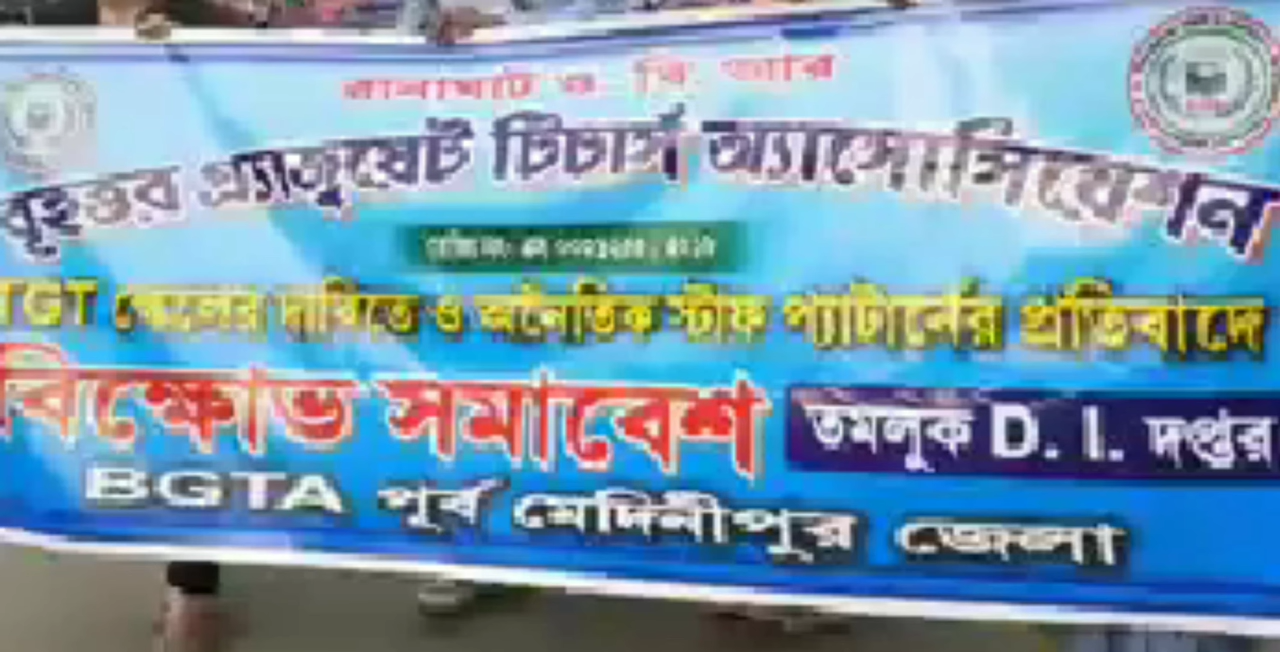 বৃহত্তর গ্র্যাজুয়েট টিচার্স অ্যাসোসিয়েশন
TGT স্কেলের দাবিতে ও অনৈতিক স্টাফ প্যাটার্নের প্রতিবাদে
বিক্ষোভ সমাবেশ তমলুক D. I. দপ্তর
BGTA পূর্ব মেদিনীপুর জেলা